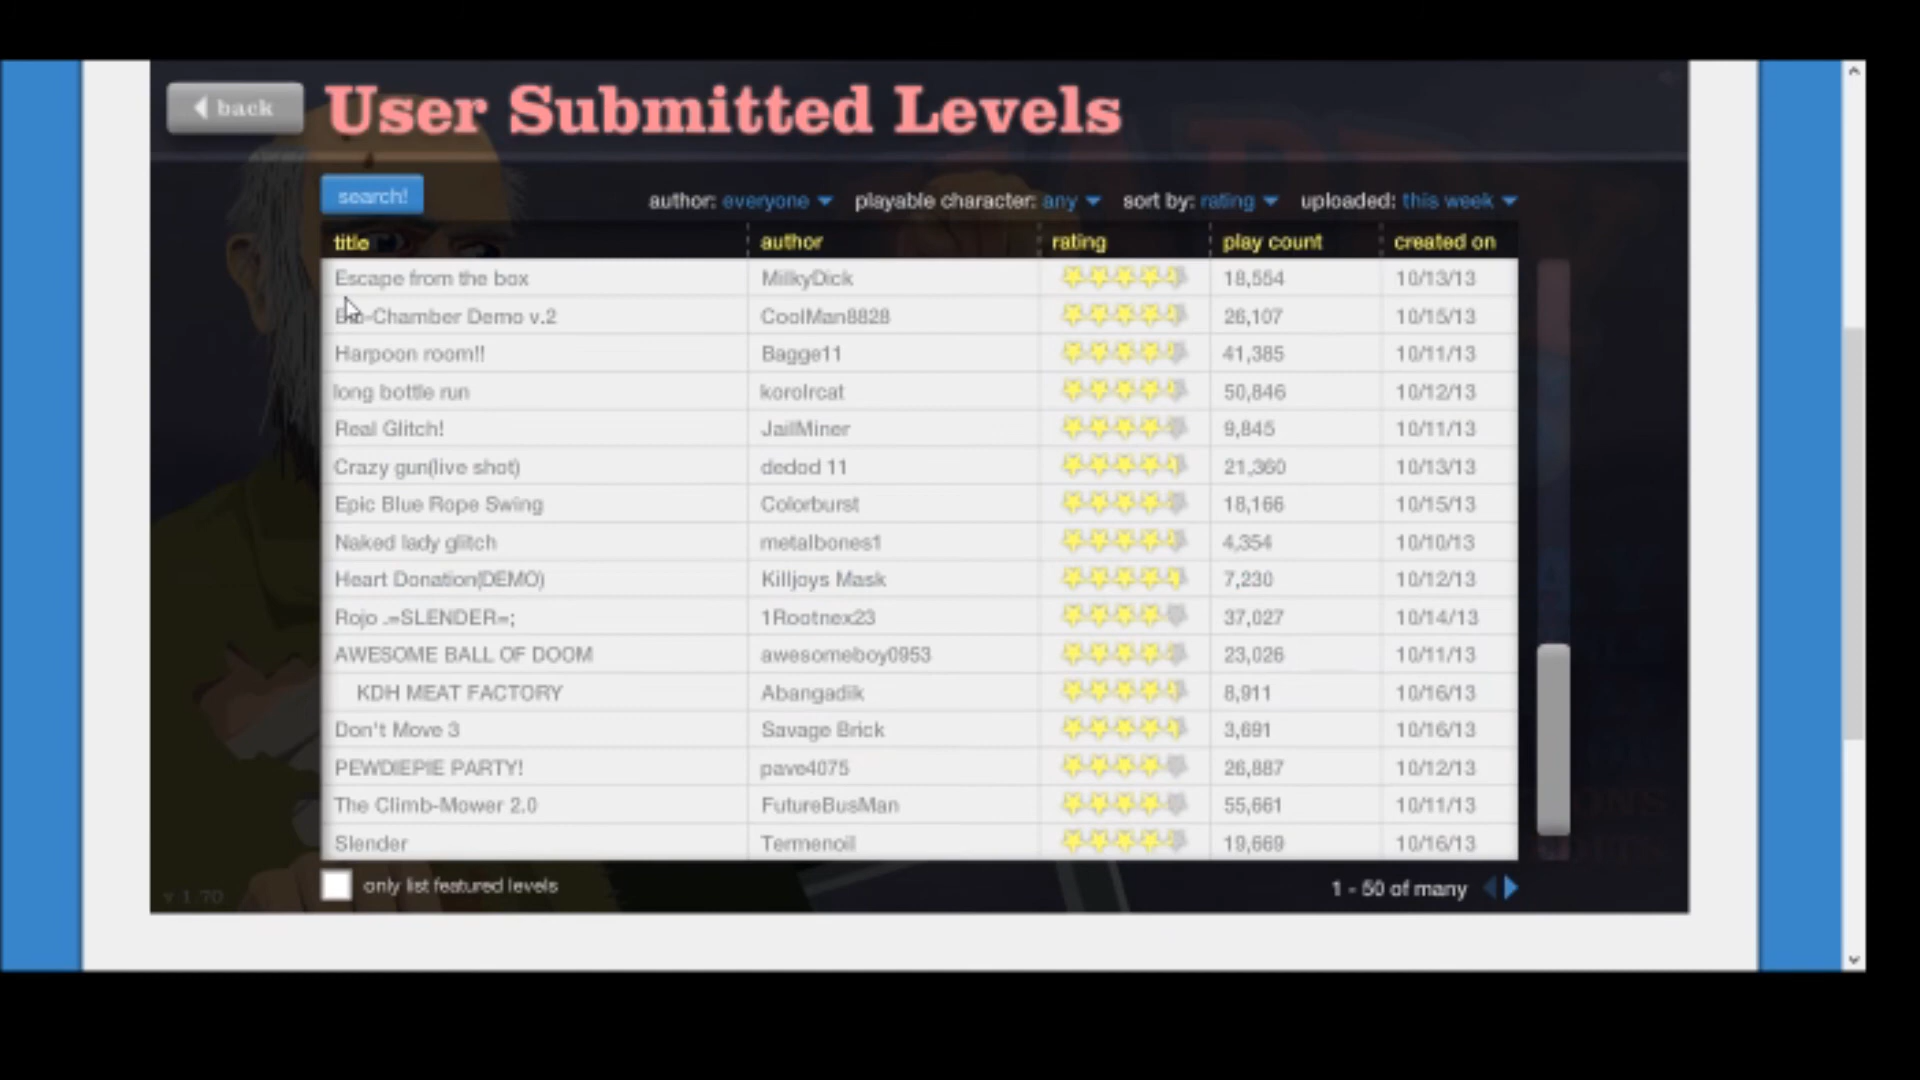 back
User Submitted Levels
search!
author: everyone playable character: any sort by: rating uploaded: this week
title author rating play count created on
Escape from the box MilkyDick 18,554 10/13/13
-Chamber Demo v.2 CoolMan8828 26,107 10/15/13
Harpoon room!! Bagge11 41,385 10/11/13
long bottle run korolrcat 50,846 10/12/13
Real Glitch! JailMiner 9,845 10/11/13
Crazy gun(live shot) dedod 11 21,360 10/13/13
Epic Blue Rope Swing Colorburst 18,166 10/15/13
Naked lady glitch metalbones1 4,354 10/10/13
Heart Donation(DEMO) Killjoys Mask 7,230 10/12/13
Rojo .=SLENDER=; 1Rootnex23 37,027 10/14/13
AWESOME BALL OF DOOM awesomeboy0953 23,026 10/11/13
KDH MEAT FACTORY Abangadik 8,911 10/16/13
Don't Move 3 Savage Brick 3,691 10/16/13
PEWDIEPIE PARTY! pave4075 26,887 10/12/13
The Climb-Mower 2.0 FutureBusMan 55,661 10/11/13
Slender Termenoil 19,669 10/16/13
only list featured levels
1 - 50 of many
v 1.70